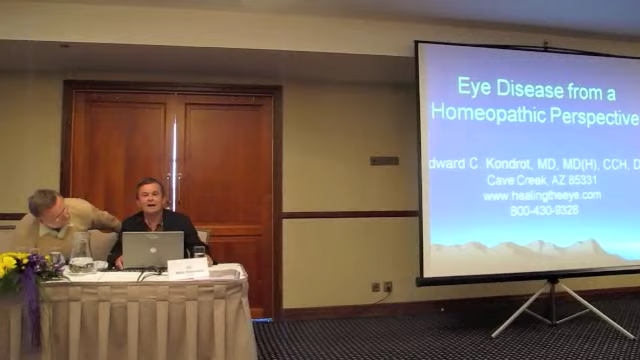 Eye Disease from a
Homeopathic Perspective
dward C. Kondrot, MD, MD(H), CCH, D
Cave Creek, AZ 85331
www.healingtheeye.com
800-430-9328